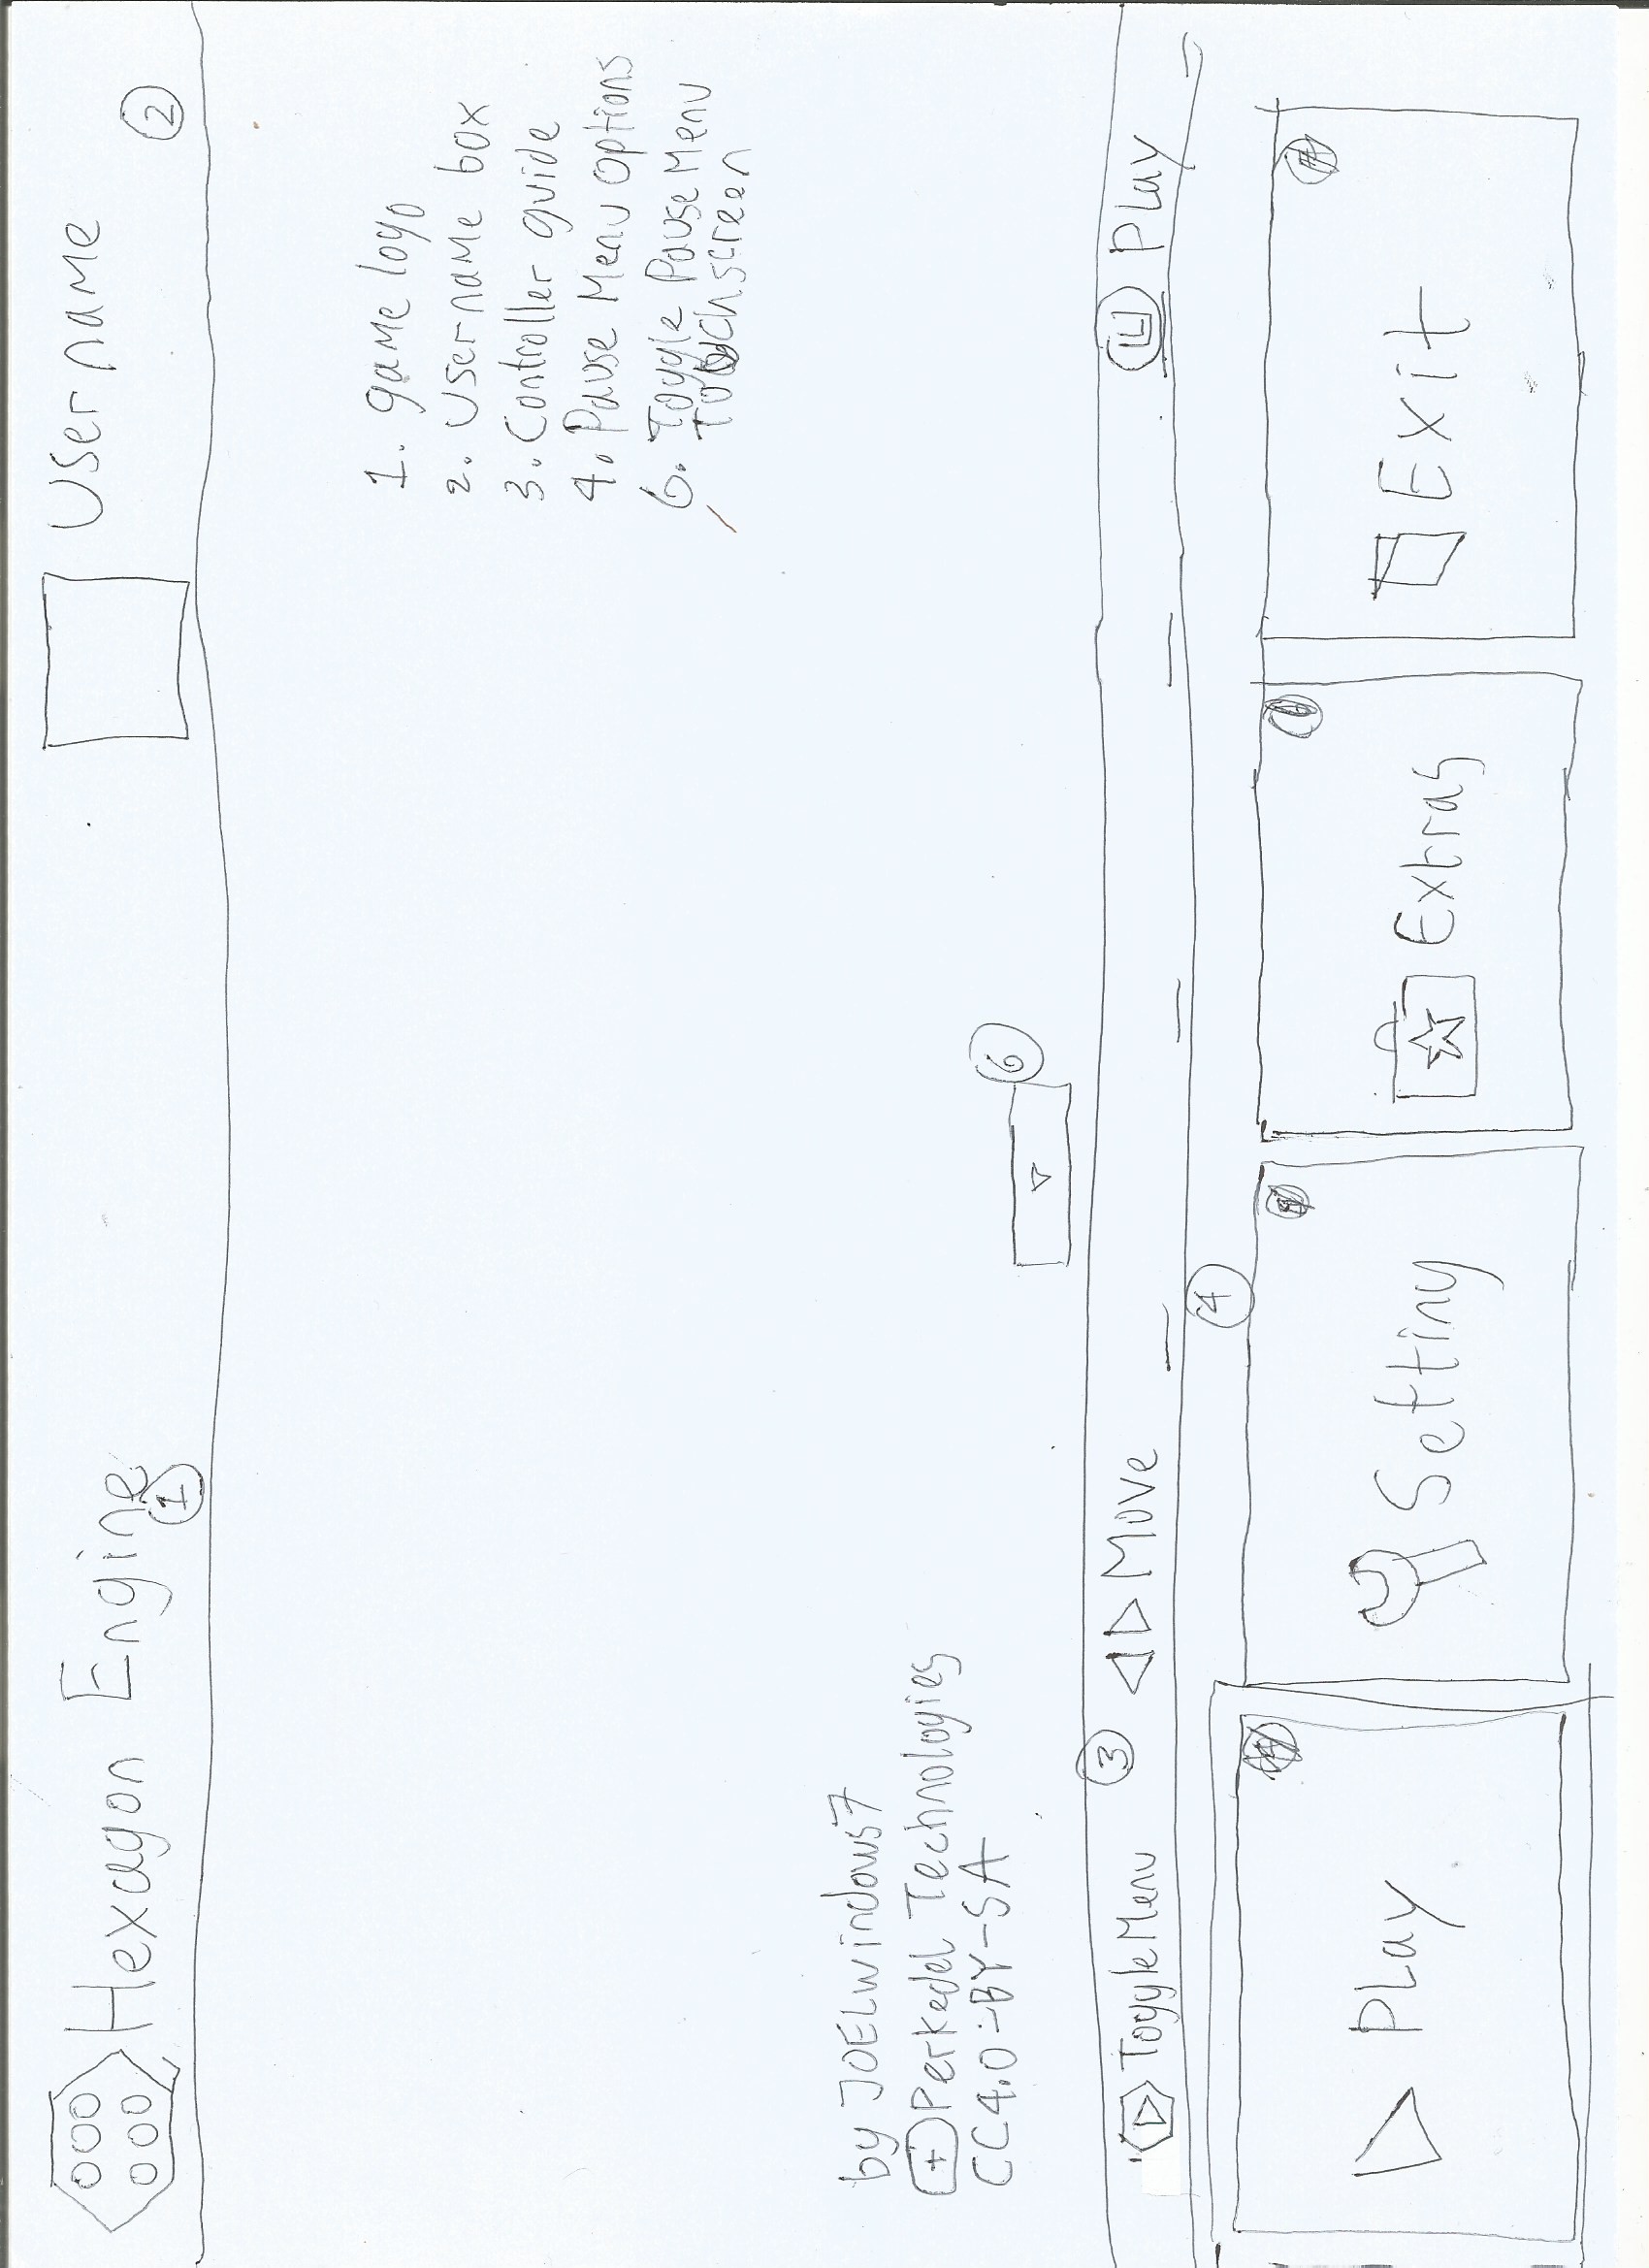 Hexagon Engine
1
Username
2
1. game logo
2. Username box
3. Controller guide
4. Pause Menu Options
6. Toggle Pause Menu
Touchscreen
by JOELwindows7
+ Perkedel Technologies
CC4.0-BY-SA
6
3
Toggle Menu
Move
Play
4
Play
Setting
Extras
Exit